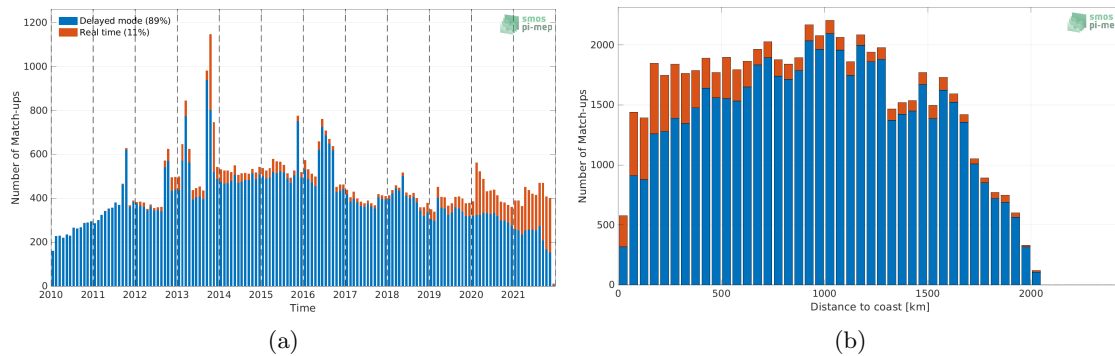 Delayed mode (89%)
Real time (11%)
smos
pi-mep
1200
1000
800
600
400
200
0
Number of Match-ups
2010 2011 2012 2013 2014 2015 2016 2017 2018 2019 2020 2021
Time
(a)
smos
pi-mep
2000
1500
1000
500
0
Number of Match-ups
0 500 1000 1500 2000
Distance to coast [km]
(b)